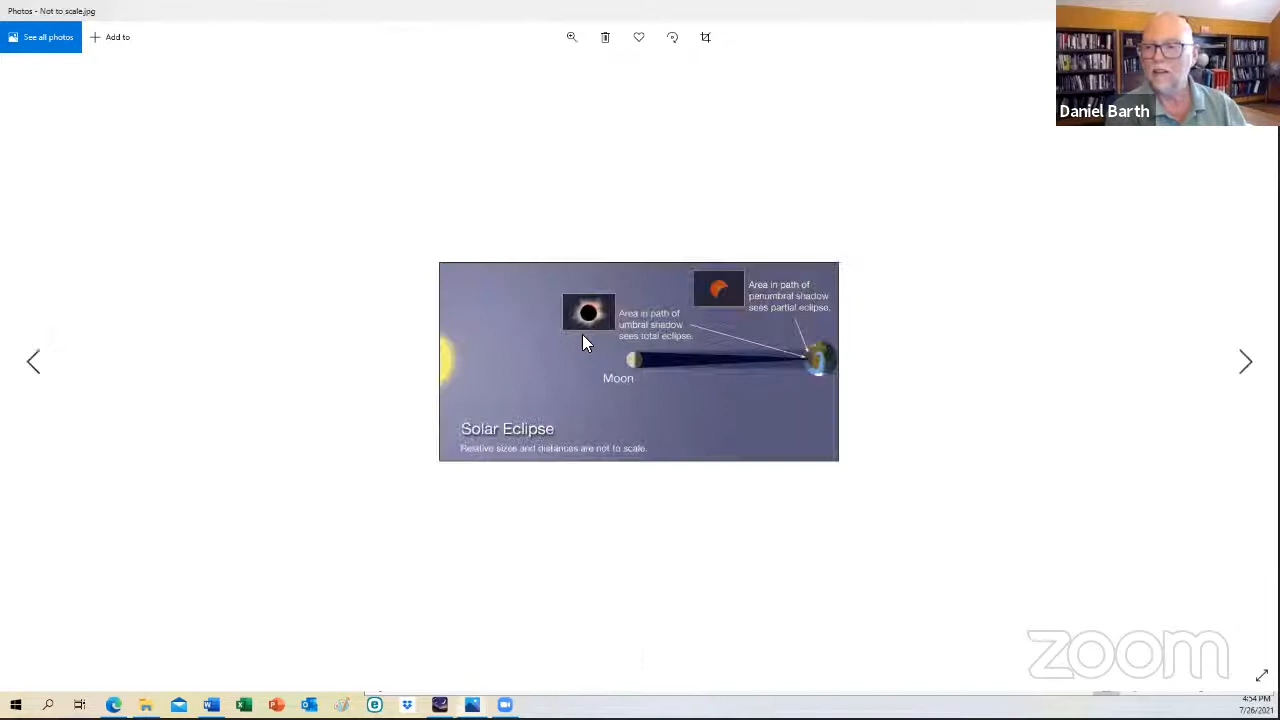 Photos - Not to scale.jpg
See all photos
Add to
Daniel Barth
Area in path of
penumbral shadow
sees partial eclipse.
Area in path of
umbral shadow
sees total eclipse.
Moon
Solar Eclipse
Relative sizes and distances are not to scale.
zoom
4:54 PM
7/26/2021